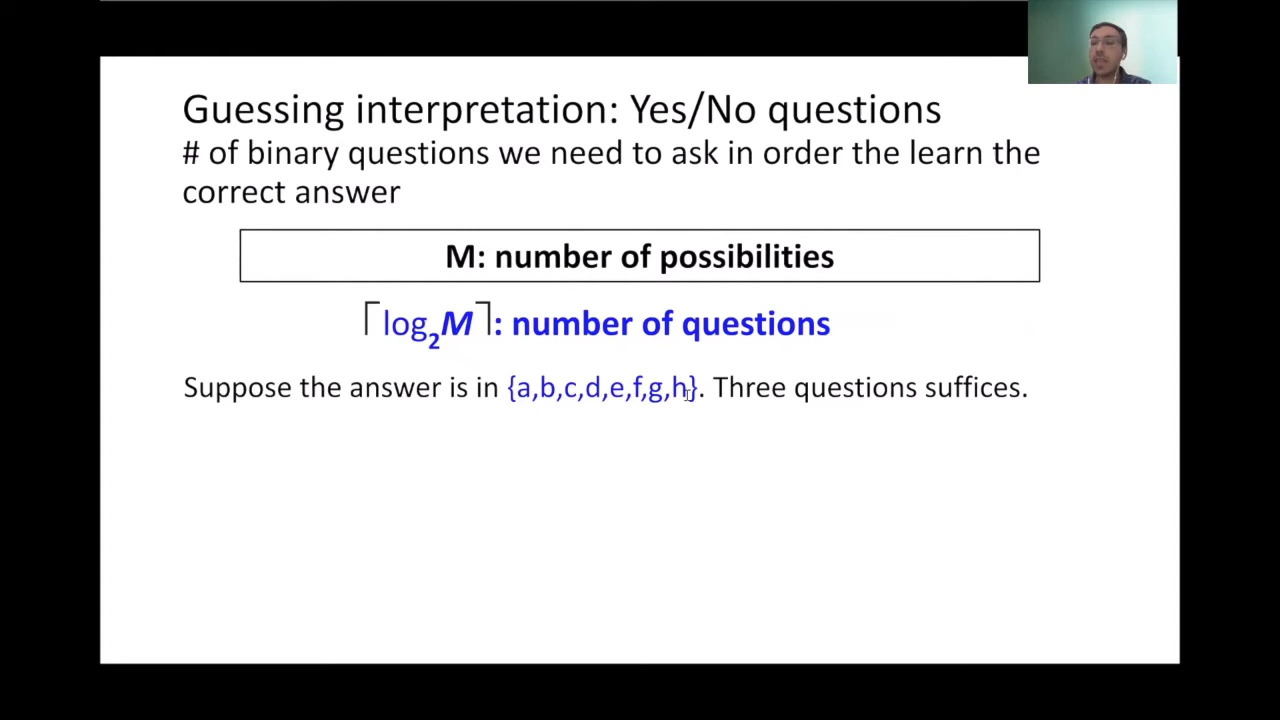 Guessing interpretation: Yes/No questions
# of binary questions we need to ask in order the learn the
correct answer
M: number of possibilities
⌈log₂M⌉: number of questions
Suppose the answer is in {a,b,c,d,e,f,g,h}. Three questions suffices.